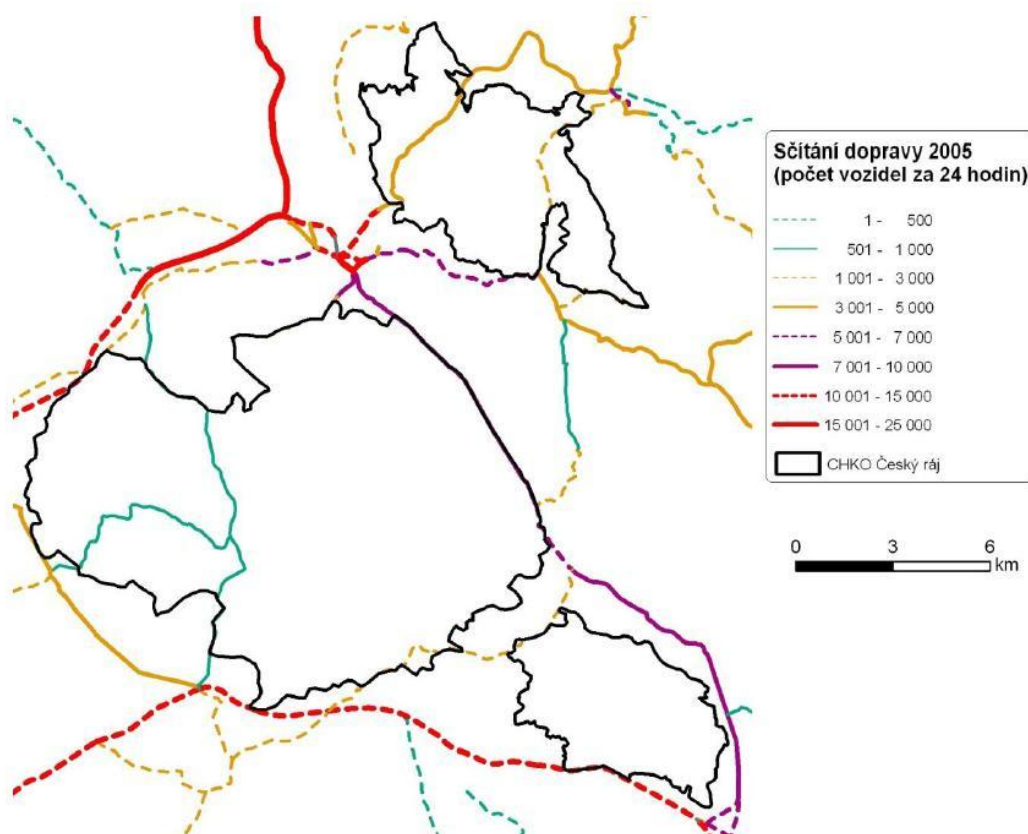 Sčítání dopravy 2005
(počet vozidel za 24 hodin)
1 - 500
501 - 1 000
1 001 - 3 000
3 001 - 5 000
5 001 - 7 000
7 001 - 10 000
10 001 - 15 000
15 001 - 25 000
CHKO Český ráj
0 3 6
km